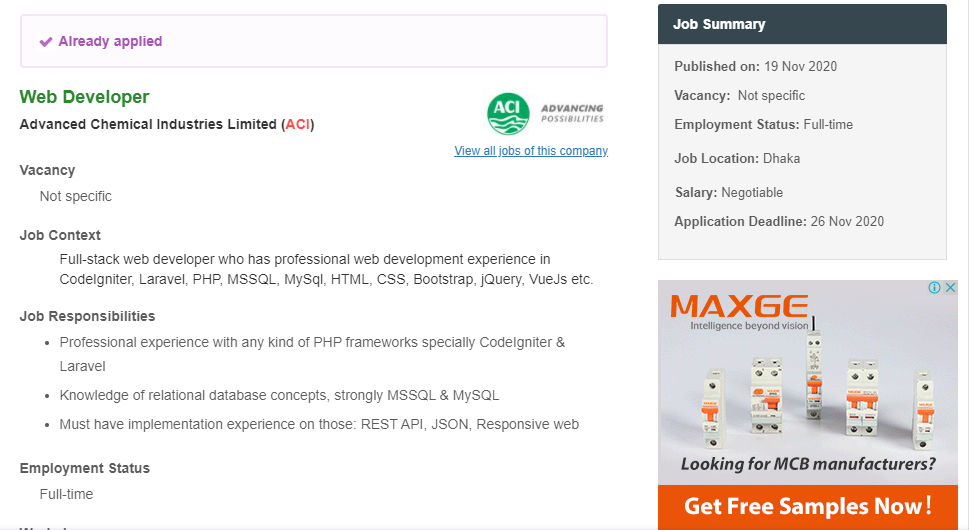 Already applied
Web Developer
Advanced Chemical Industries Limited (ACI)
ACI
ADVANCING
POSSIBILITIES
View all jobs of this company
Vacancy
Not specific
Job Context
Full-stack web developer who has professional web development experience in
CodeIgniter, Laravel, PHP, MSSQL, MySql, HTML, CSS, Bootstrap, jQuery, VueJs etc.
Job Responsibilities
• Professional experience with any kind of PHP frameworks specially CodeIgniter &
Laravel
• Knowledge of relational database concepts, strongly MSSQL & MySQL
• Must have implementation experience on those: REST API, JSON, Responsive web
Employment Status
Full-time
Job Summary
Published on: 19 Nov 2020
Vacancy: Not specific
Employment Status: Full-time
Job Location: Dhaka
Salary: Negotiable
Application Deadline: 26 Nov 2020
MAXGE
Intelligence beyond vision
Looking for MCB manufacturers?
Get Free Samples Now!